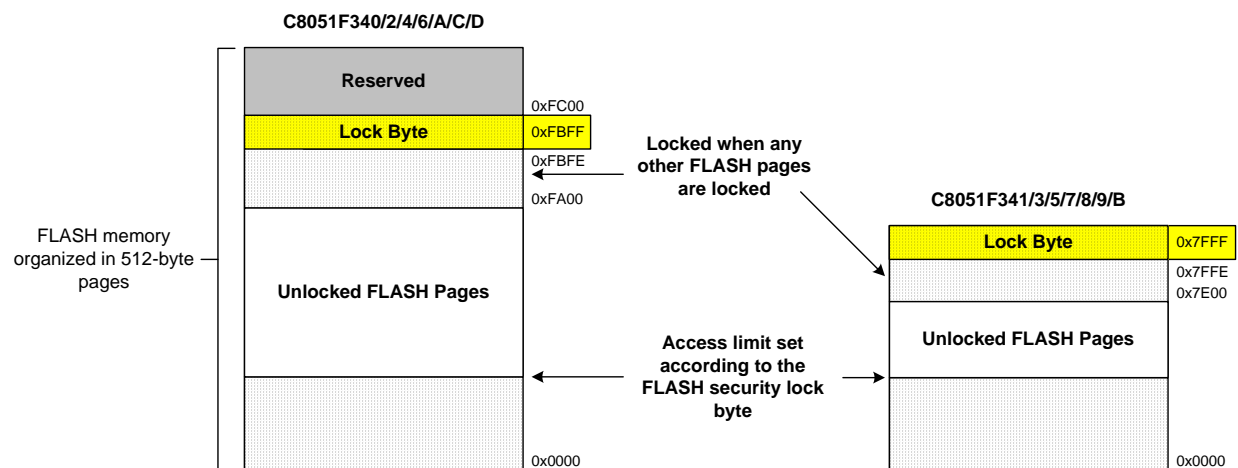 C8051F340/2/4/6/A/C/D
Reserved
0xFC00
Lock Byte
0xFBFF
0xFBFE
0xFA00
Unlocked FLASH Pages
0x0000
FLASH memory
organized in 512-byte
pages
Locked when any
other FLASH pages
are locked
Access limit set
according to the
FLASH security lock
byte
C8051F341/3/5/7/8/9/B
Lock Byte
0x7FFF
0x7FFE
0x7E00
Unlocked FLASH Pages
0x0000